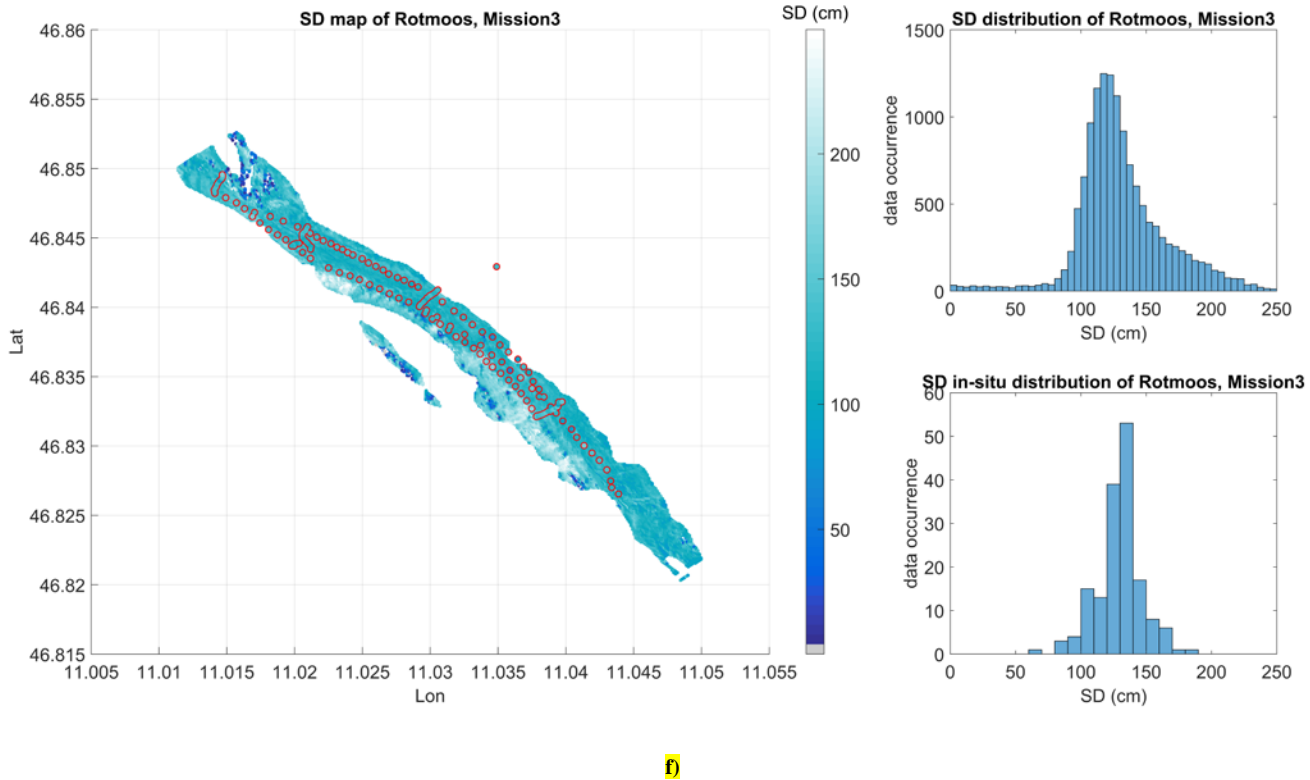 SD map of Rotmoos, Mission3
SD (cm)
46.86
46.855
46.85
46.845
46.84
46.835
46.83
46.825
46.82
46.815
Lat
11.005 11.01 11.015 11.02 11.025 11.03 11.035 11.04 11.045 11.05 11.055
Lon
200
150
100
50
SD distribution of Rotmoos, Mission3
1500
1000
500
0
data occurrence
0 50 100 150 200 250
SD (cm)
SD in-situ distribution of Rotmoos, Mission3
60
50
40
30
20
10
0
data occurrence
0 50 100 150 200 250
SD (cm)
f)